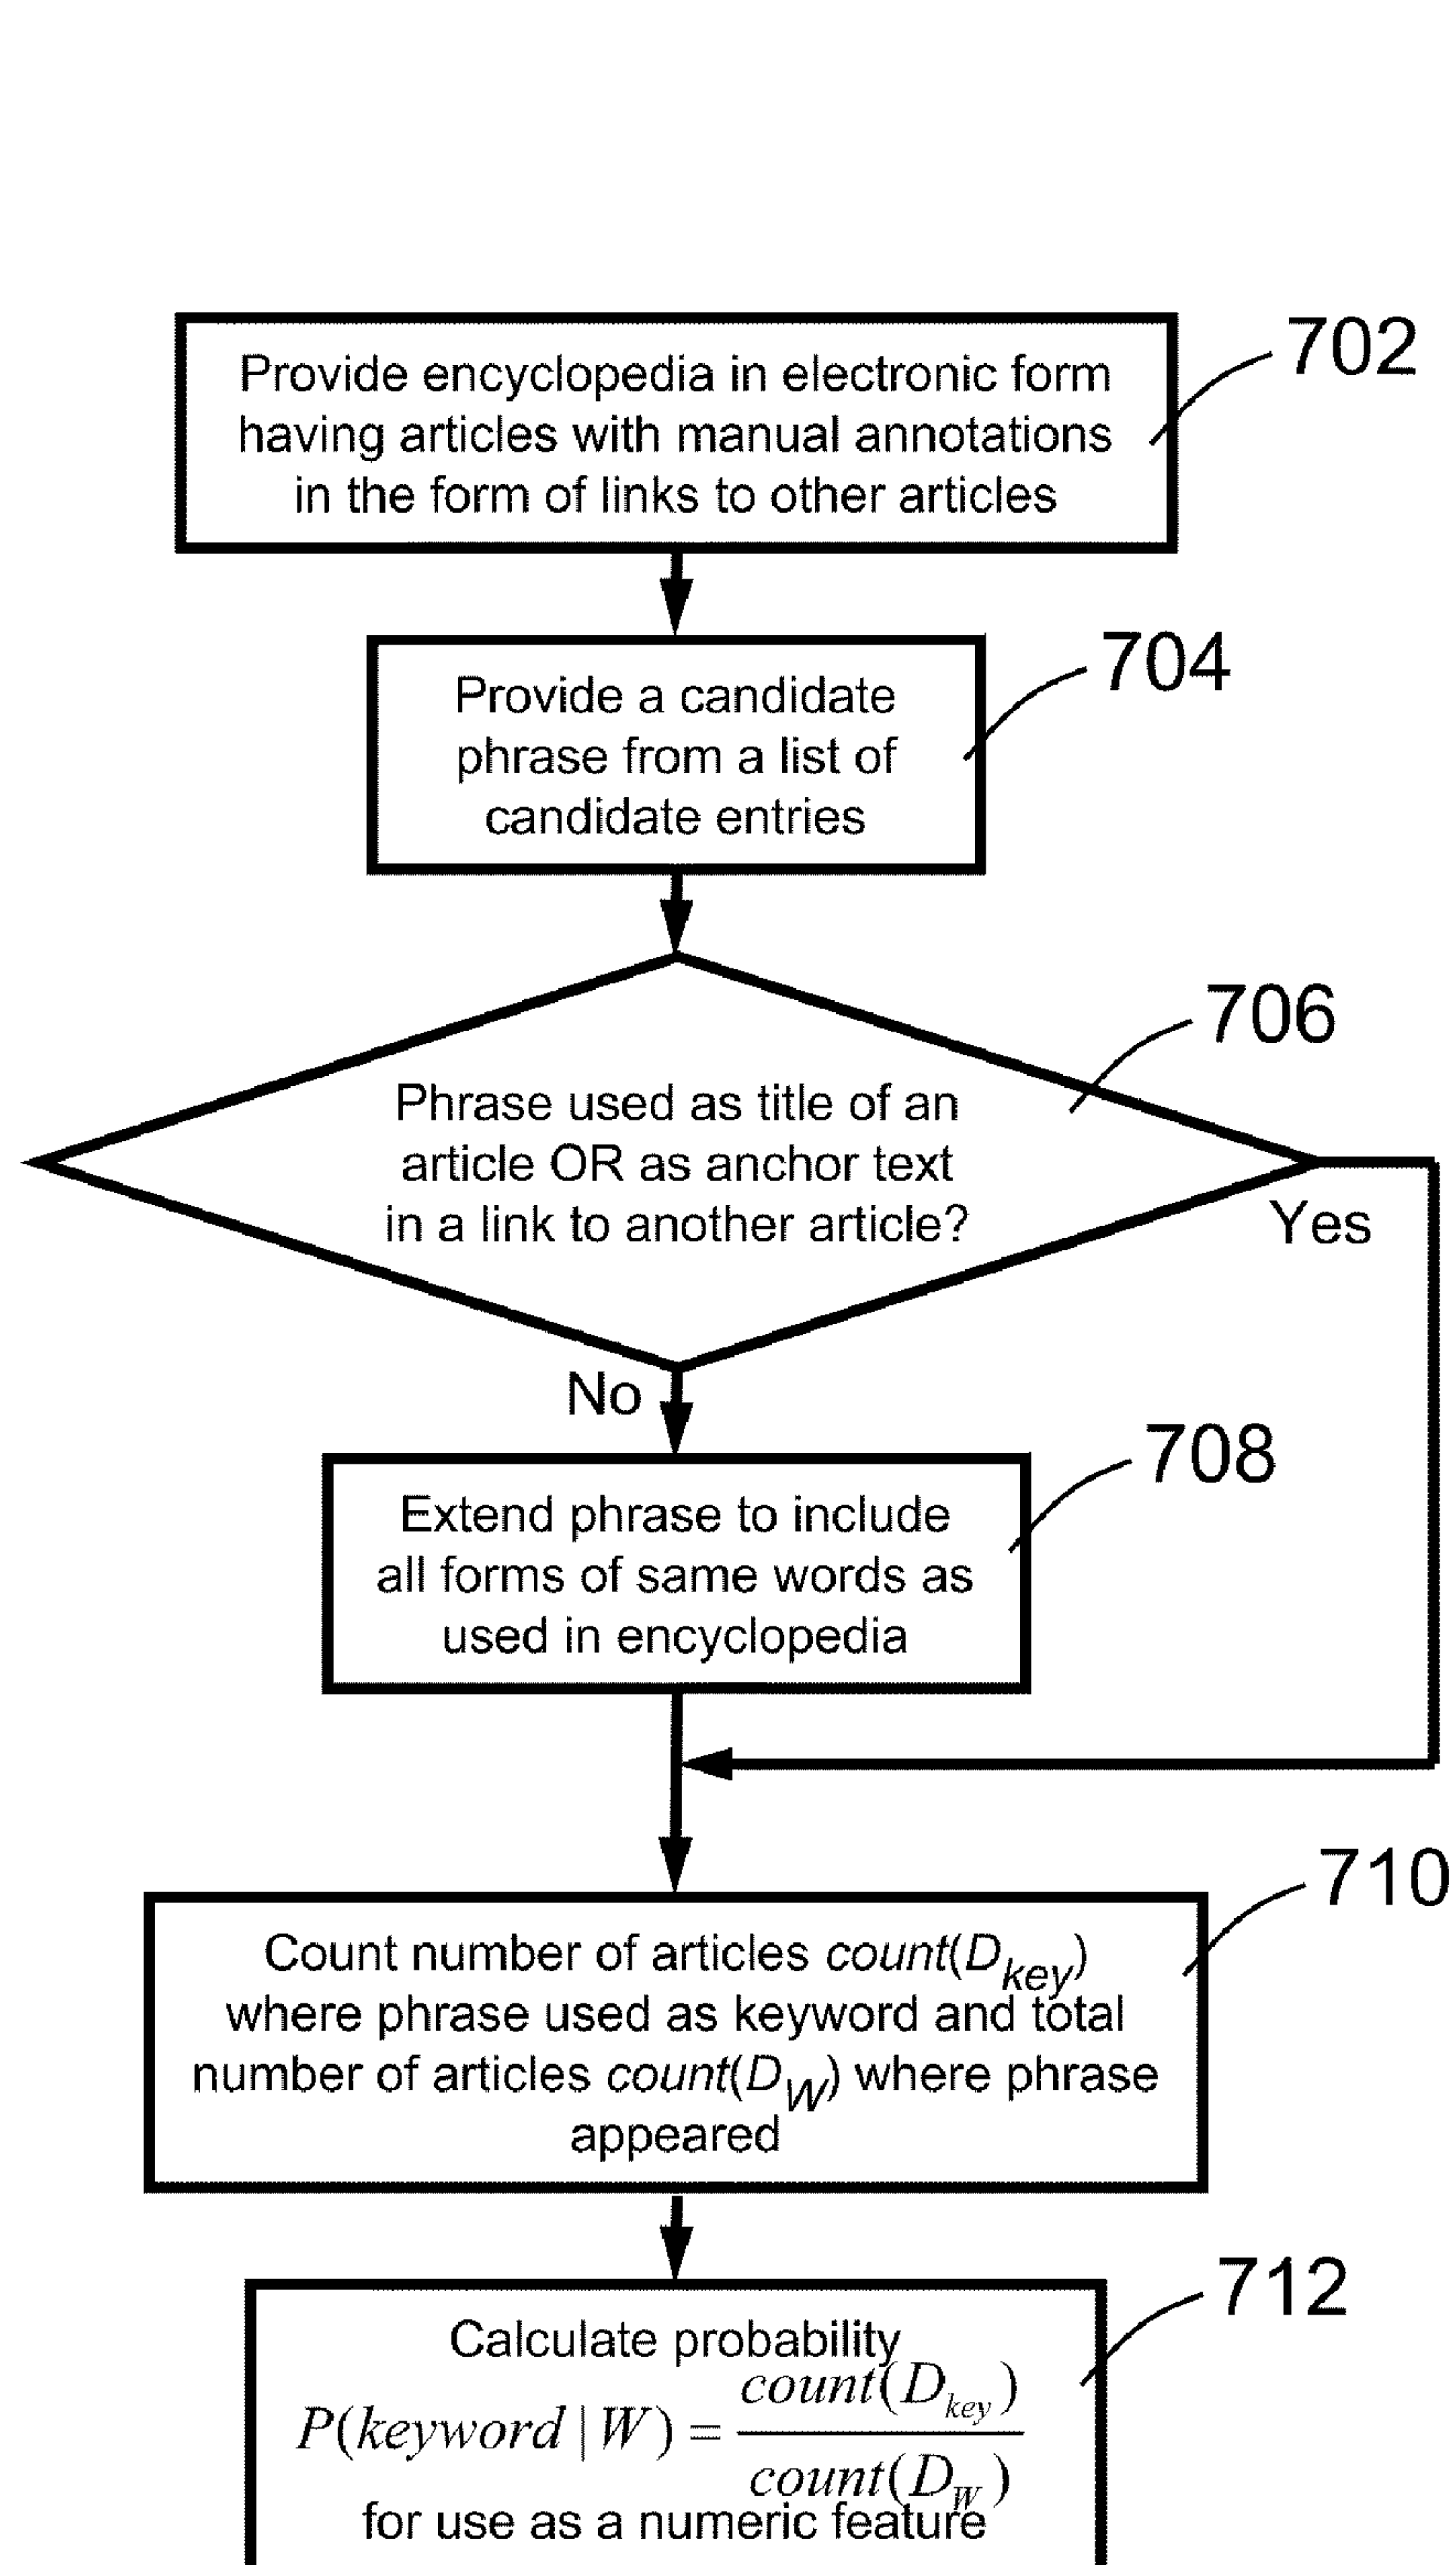 702
Provide encyclopedia in electronic form
having articles with manual annotations
in the form of links to other articles
704
Provide a candidate
phrase from a list of
candidate entries
706
Phrase used as title of an
article OR as anchor text
in a link to another article?
Yes
No
708
Extend phrase to include
all forms of same words as
used in encyclopedia
710
Count number of articles count(D_key)
where phrase used as keyword and total
number of articles count(D_W) where phrase
appeared
712
Calculate probability
P(keyword | W) = count(D_key) / count(D_W)
for use as a numeric feature